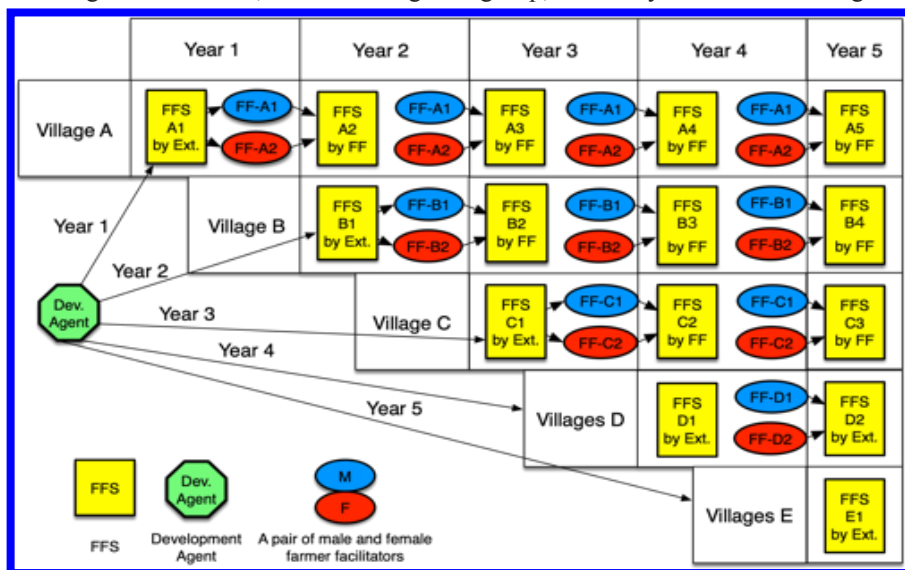 Year 1
Year 2
Year 3
Year 4
Year 5
Village A
FFS
A1
by Ext.
FF-A1
FF-A2
FFS
A2
by FF
FF-A1
FF-A2
FFS
A3
by FF
FF-A1
FF-A2
FFS
A4
by FF
FF-A1
FF-A2
FFS
A5
by FF
Year 1
Village B
FFS
B1
by Ext.
FF-B1
FF-B2
FFS
B2
by FF
FF-B1
FF-B2
FFS
B3
by FF
FF-B1
FF-B2
FFS
B4
by FF
Year 2
Dev.
Agent
Year 3
Village C
FFS
C1
by Ext.
FF-C1
FF-C2
FFS
C2
by FF
FF-C1
FF-C2
FFS
C3
by FF
Year 4
Year 5
Villages D
FFS
D1
by Ext.
FF-D1
FF-D2
FFS
D2
by Ext.
Villages E
FFS
E1
by Ext.
FFS
Dev.
Agent
M
F
FFS
Development
Agent
A pair of male and female
farmer facilitators